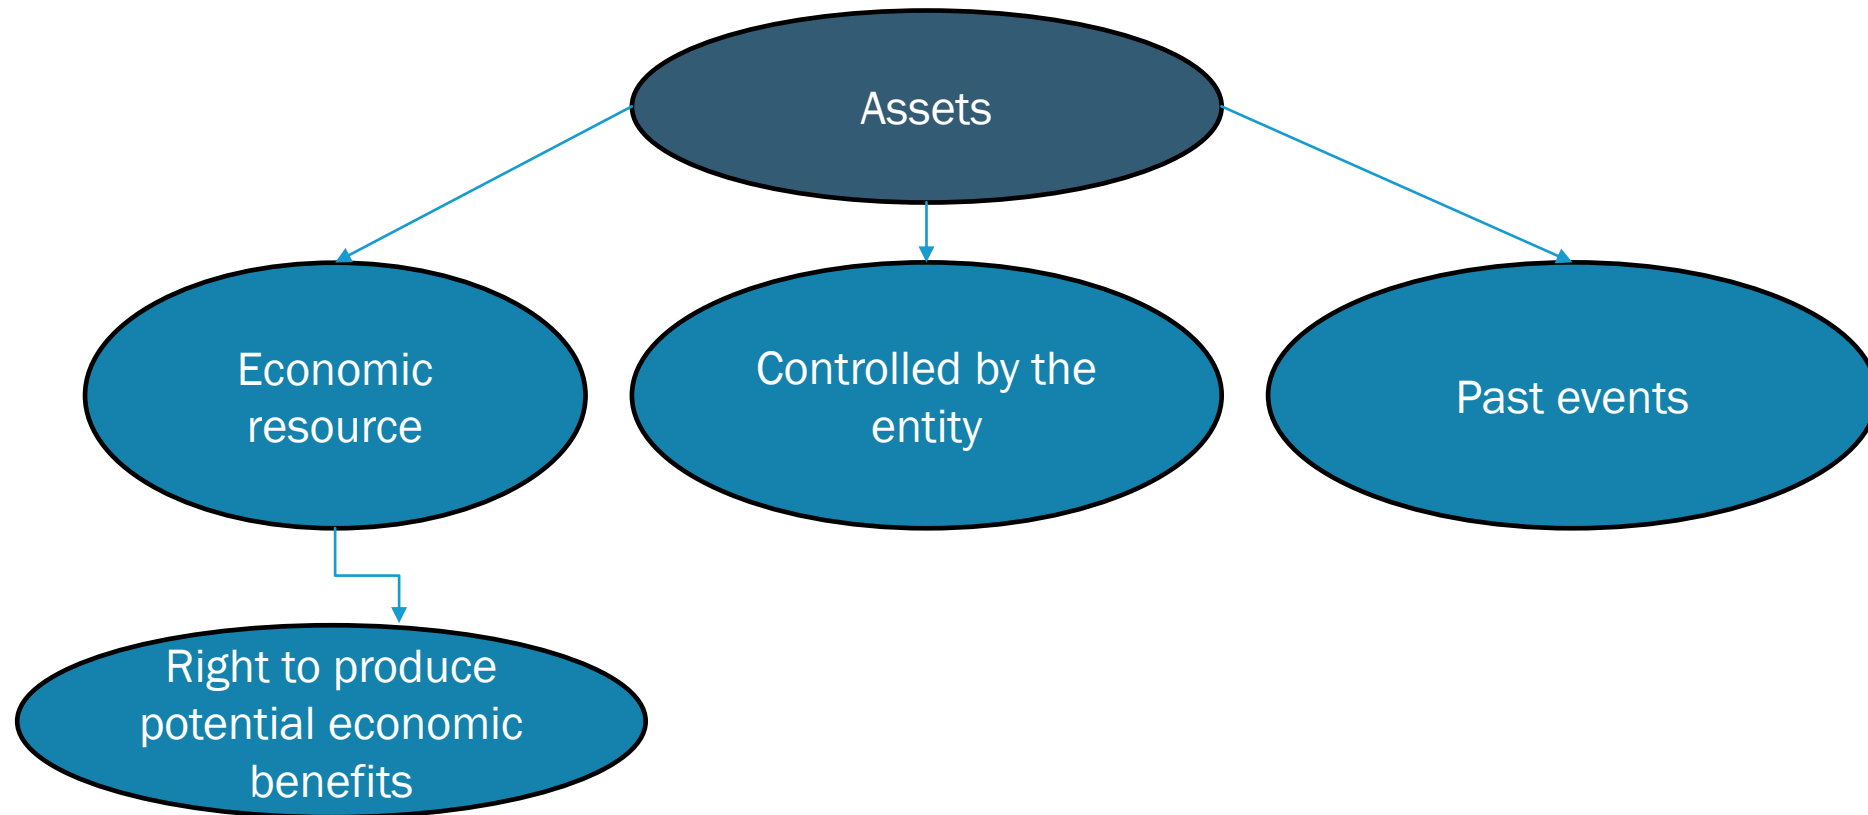 Assets
Economic
resource
Controlled by the
entity
Past events
Right to produce
potential economic
benefits